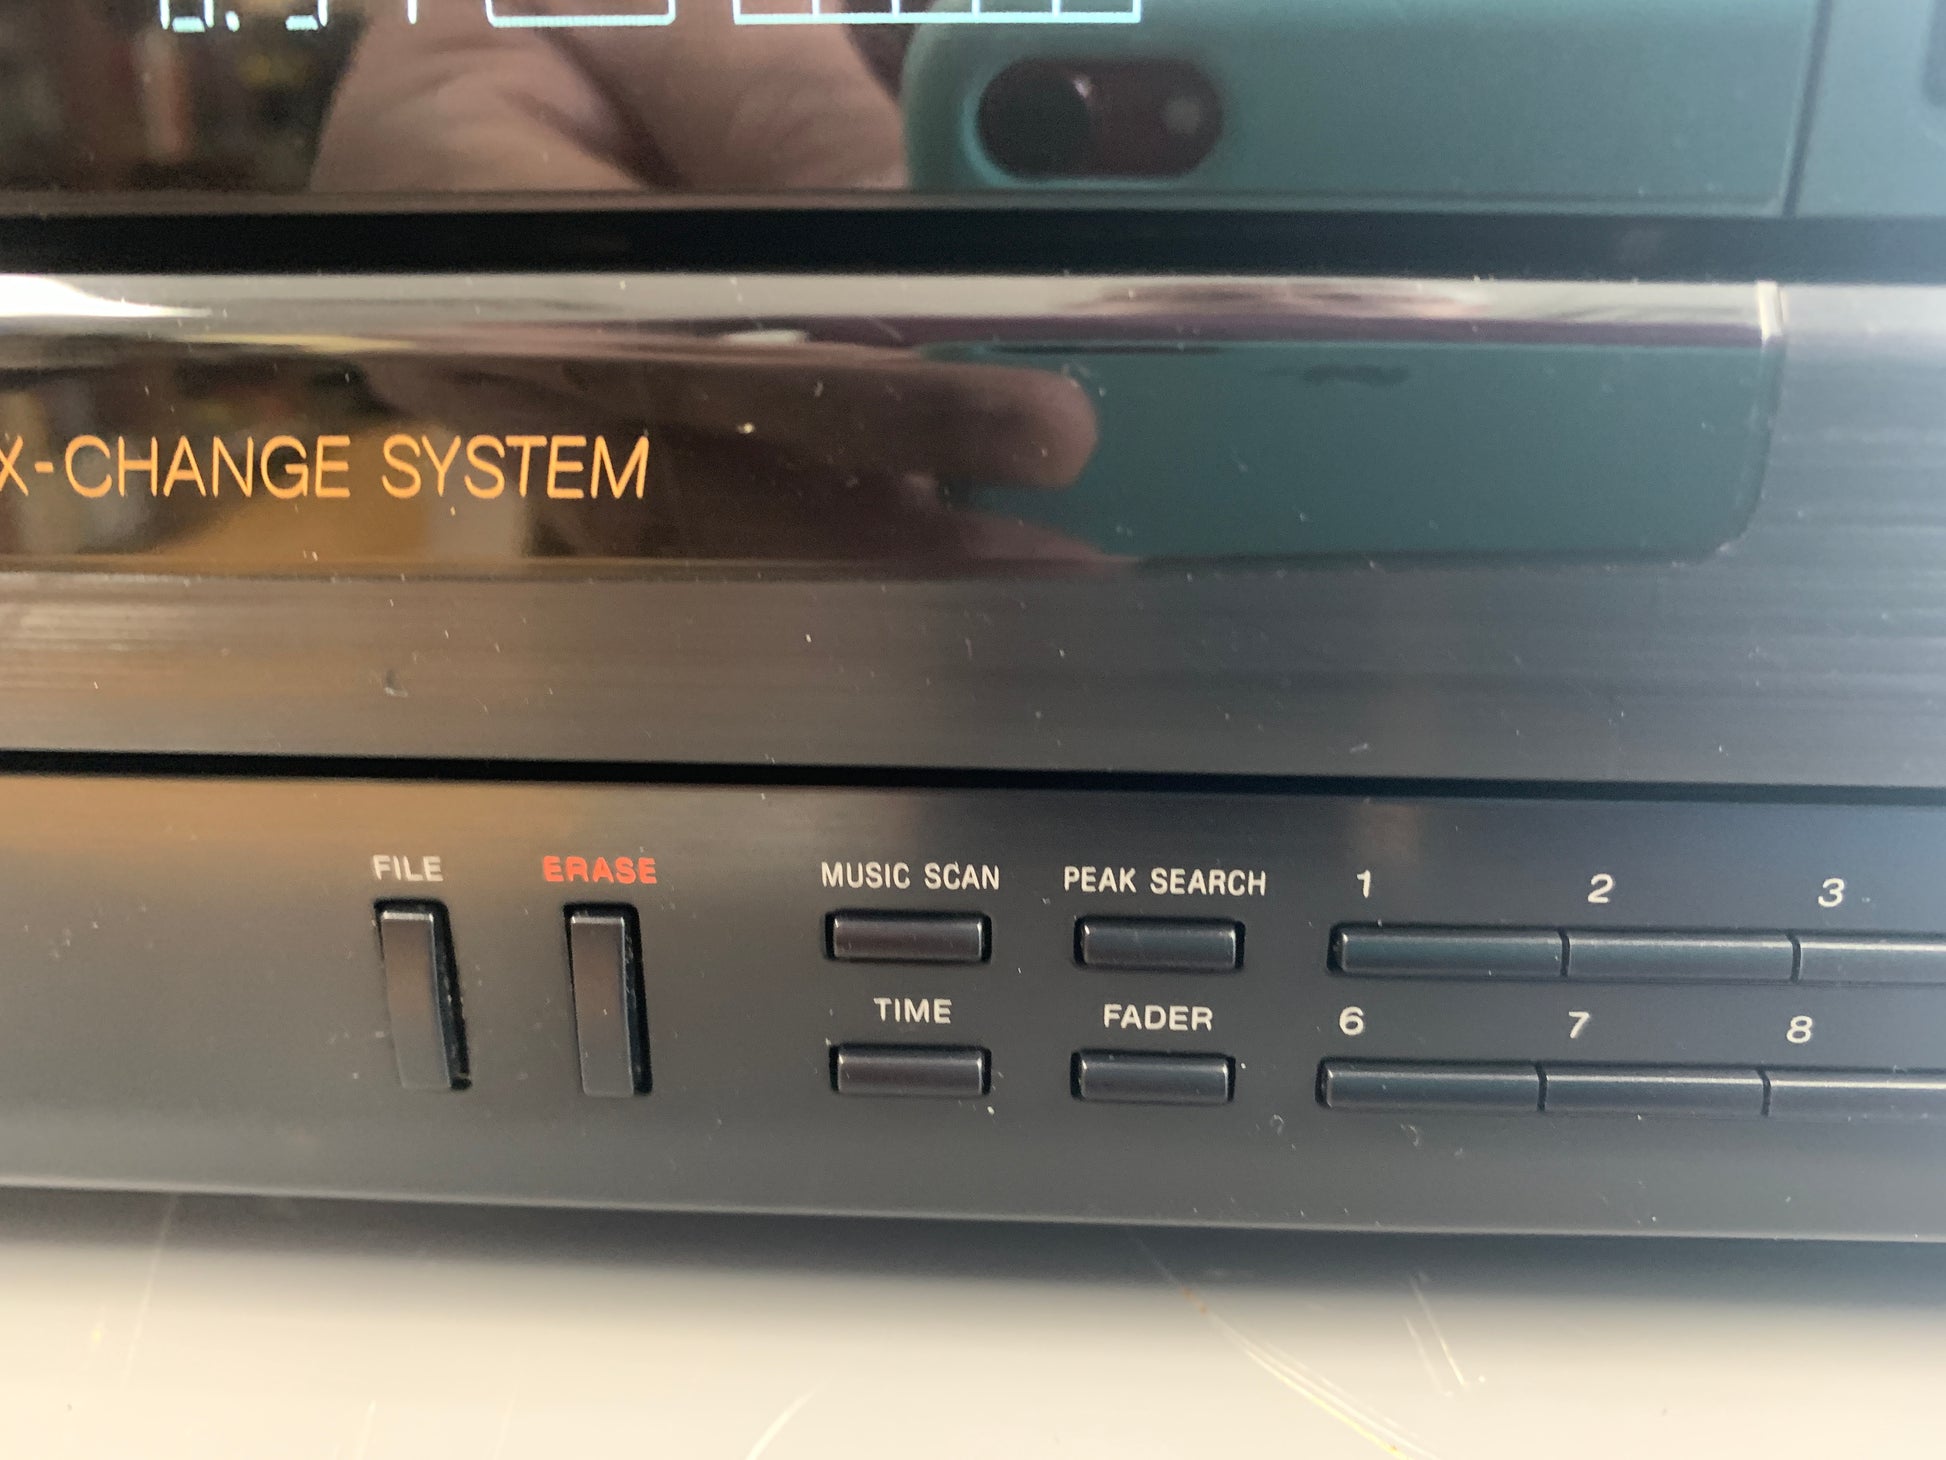 X-CHANGE SYSTEM
FILE ERASE MUSIC SCAN PEAK SEARCH 1 2 3
TIME FADER 6 7 8